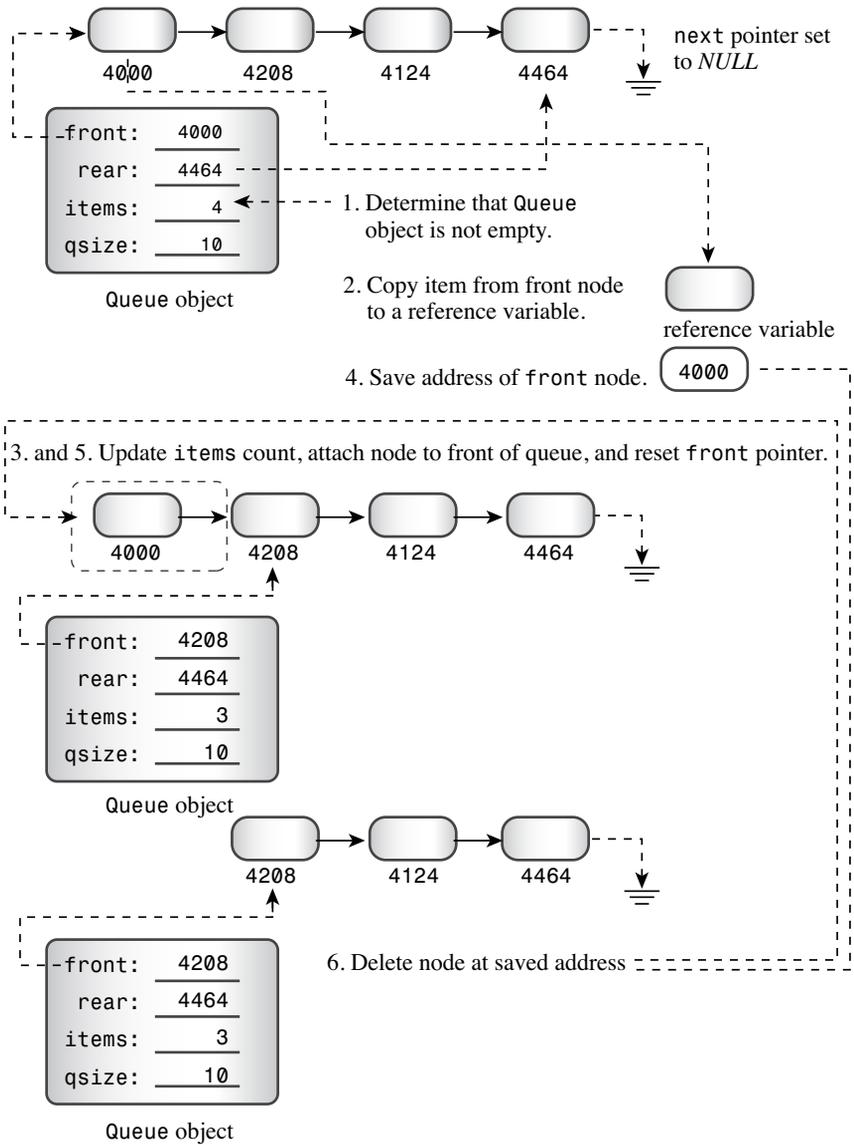 next pointer set
to NULL
4000 4208 4124 4464
front: 4000
rear: 4464
items: 4
qsize: 10
Queue object
1. Determine that Queue
object is not empty.
2. Copy item from front node
to a reference variable.
reference variable
4. Save address of front node.
4000
3. and 5. Update items count, attach node to front of queue, and reset front pointer.
4000 4208 4124 4464
front: 4208
rear: 4464
items: 3
qsize: 10
Queue object
4208 4124 4464
front: 4208
rear: 4464
items: 3
qsize: 10
Queue object
6. Delete node at saved address